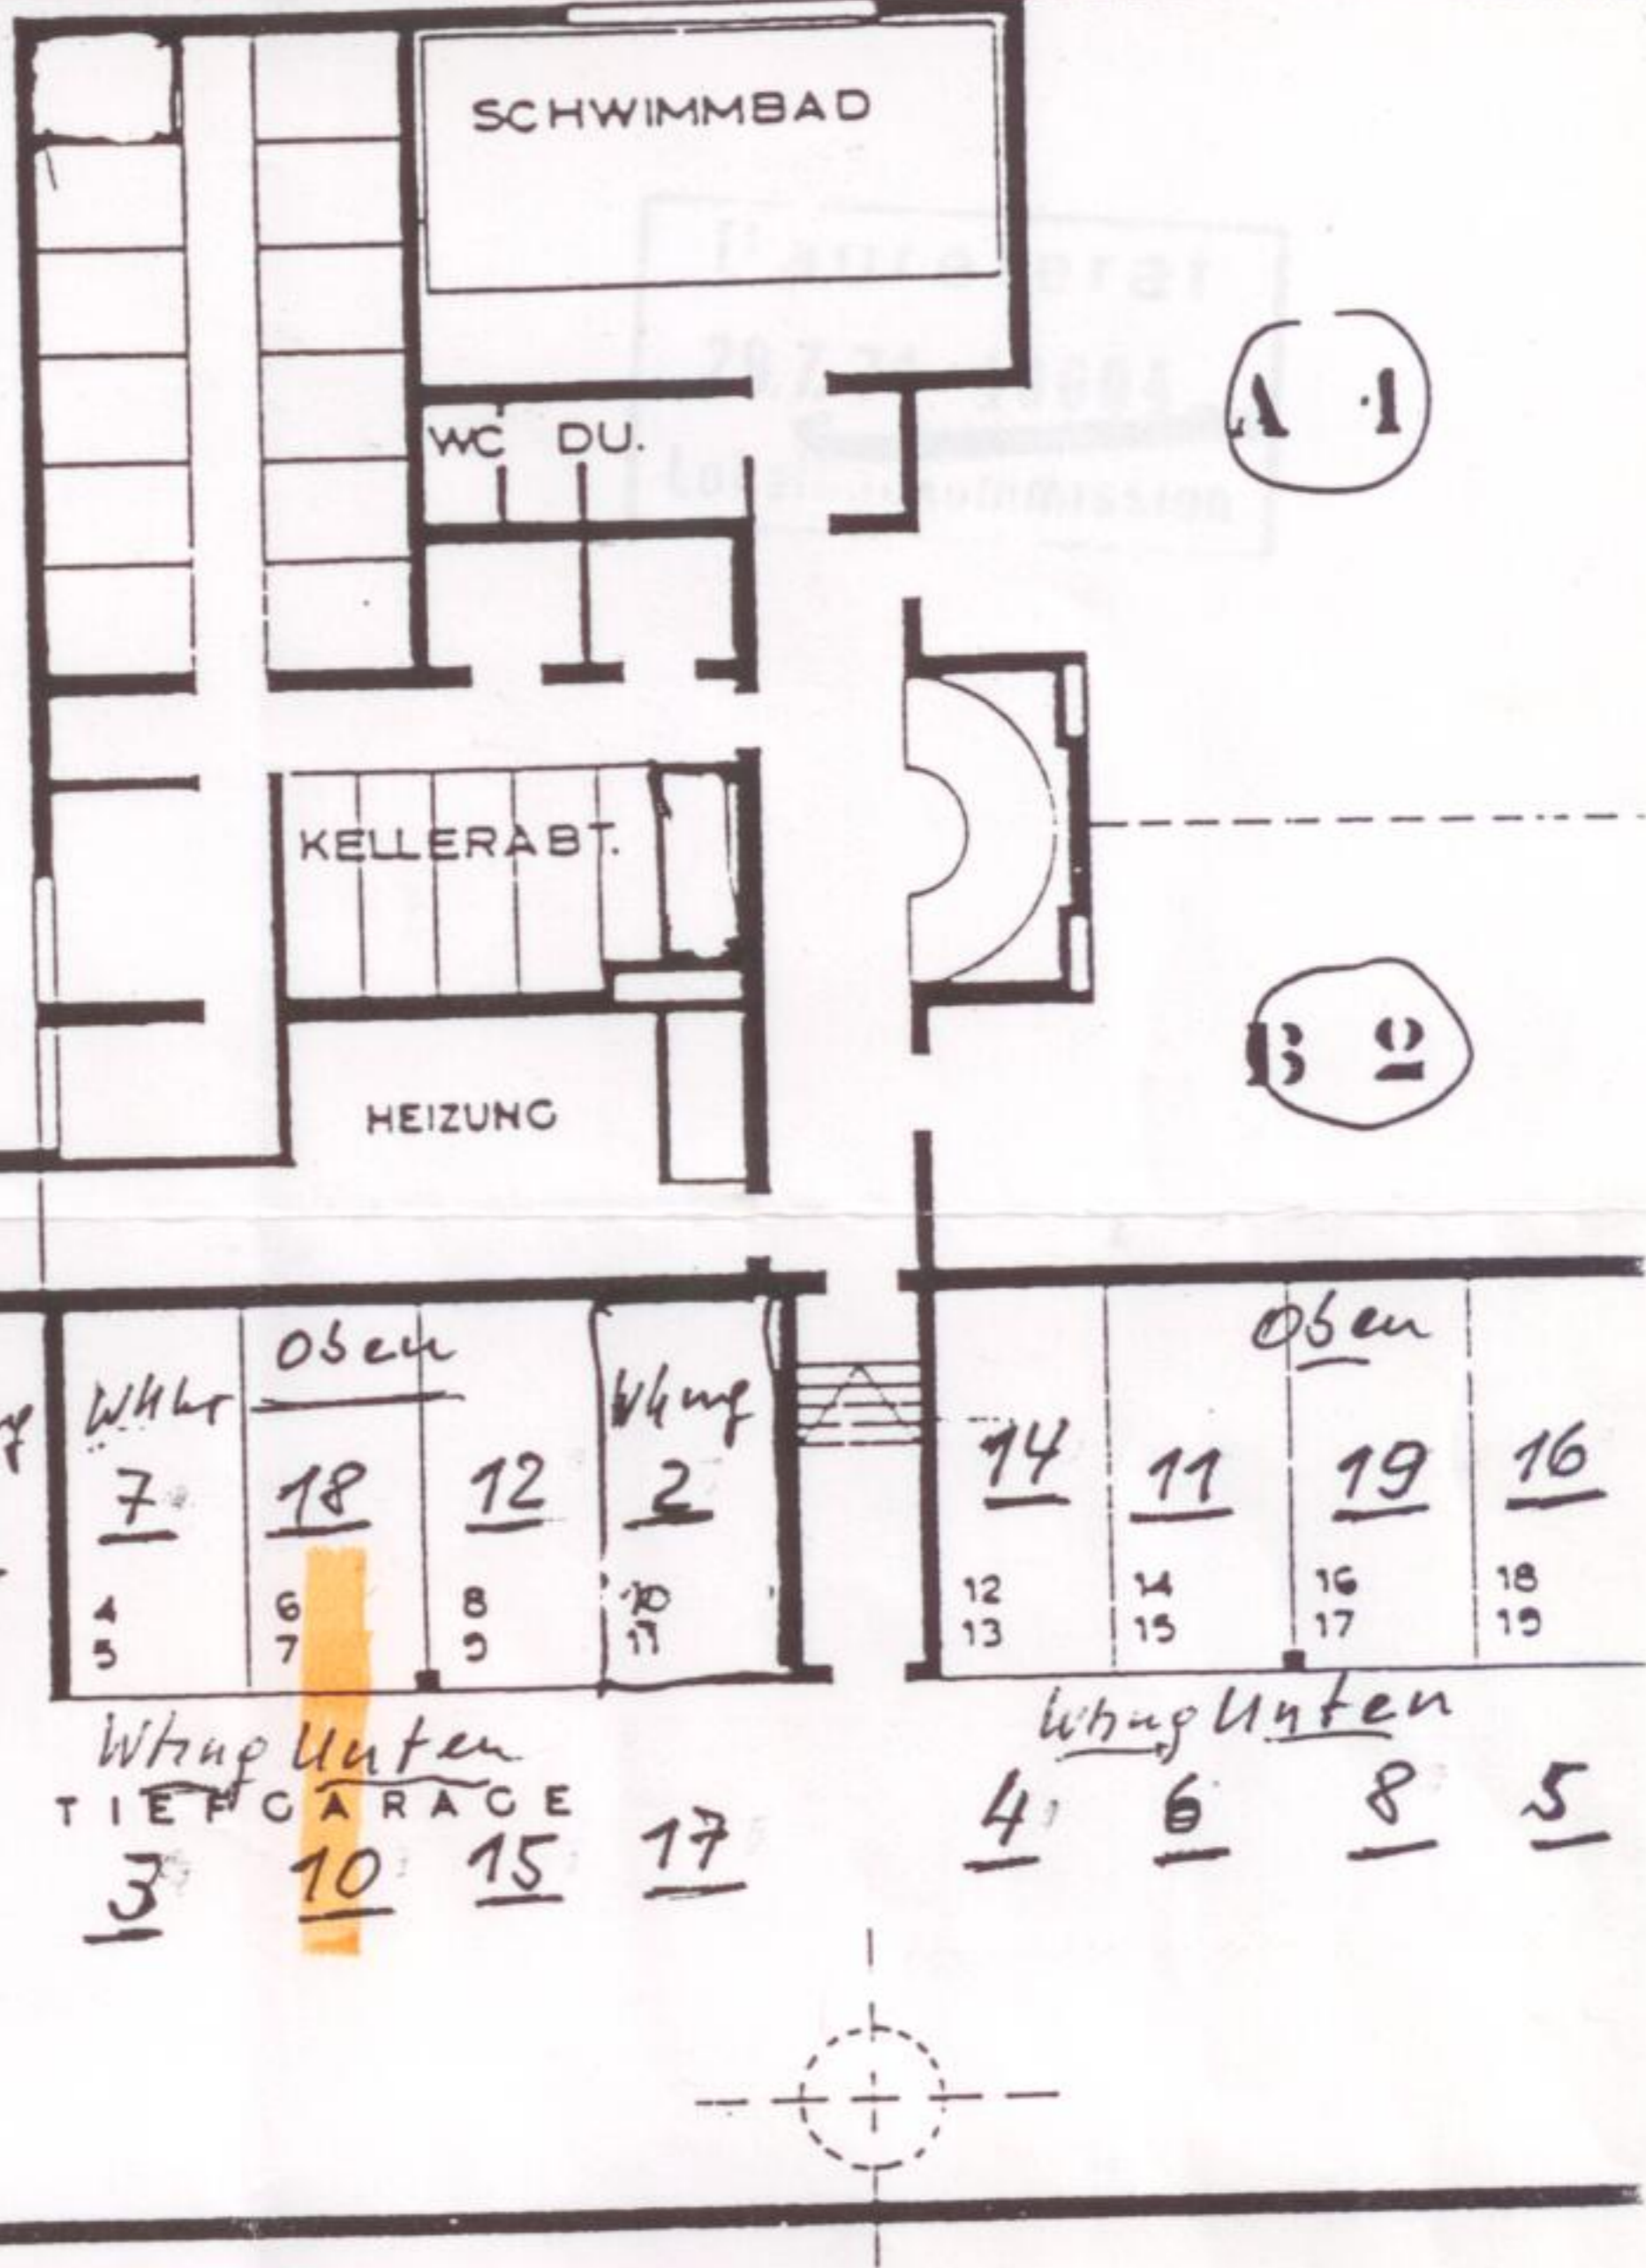 SCHWIMMBAD
WC DU.
A 1
KELLERABT.
HEIZUNG
Oben
Oben
Whng
7 18 12 2
14 11 19 16
4 6 8 10
5 7 9 11
12 14 16 18
13 15 17 19
Whng Unten
Whng Unten
TIEFGARAGE
3 10 15 17
4 6 8 5